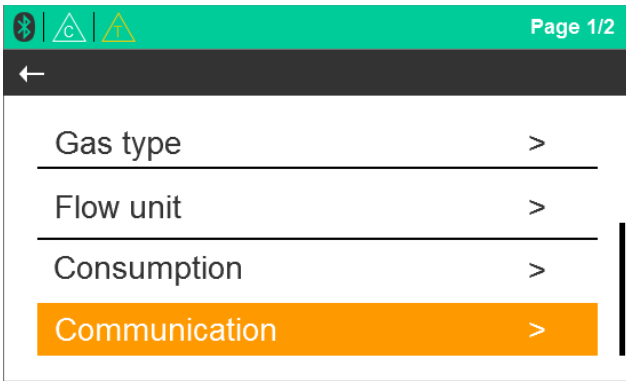 C T Page 1/2
←
Gas type >
Flow unit >
Consumption >
Communication >